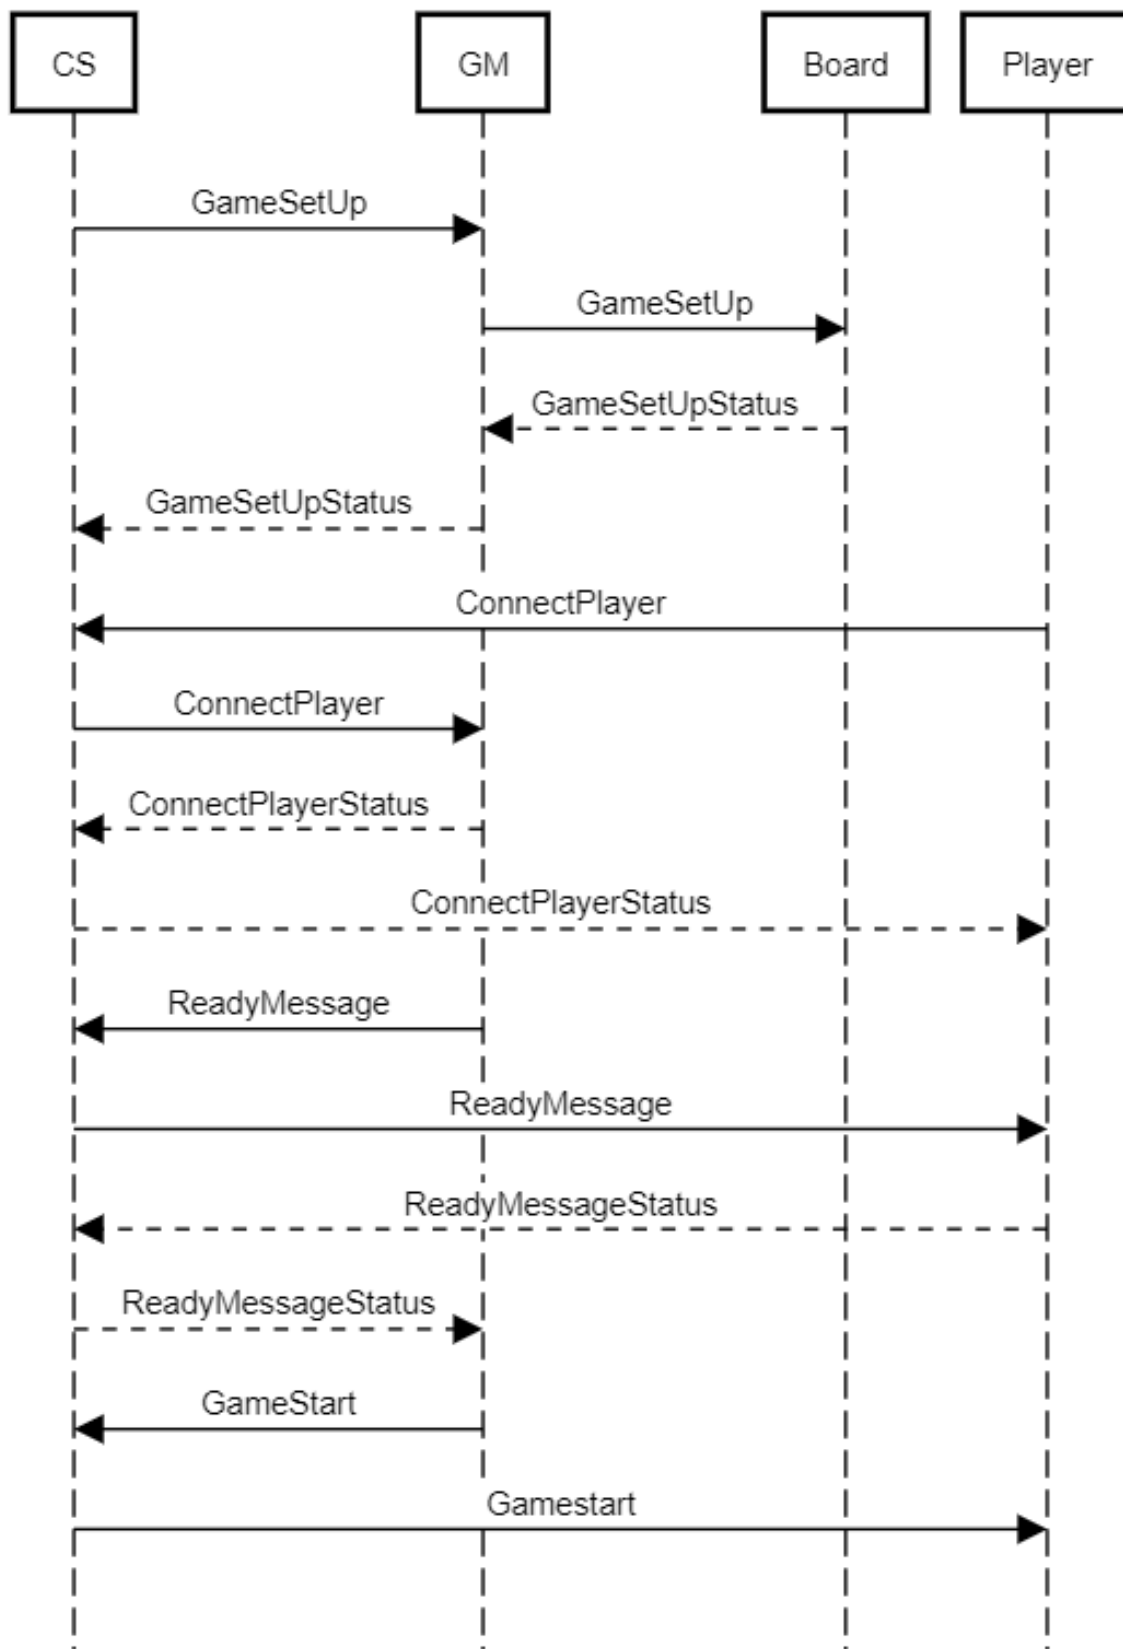 CS
GM
Board
Player
GameSetUp
GameSetUp
GameSetUpStatus
GameSetUpStatus
ConnectPlayer
ConnectPlayer
ConnectPlayerStatus
ConnectPlayerStatus
ReadyMessage
ReadyMessage
ReadyMessageStatus
ReadyMessageStatus
GameStart
Gamestart